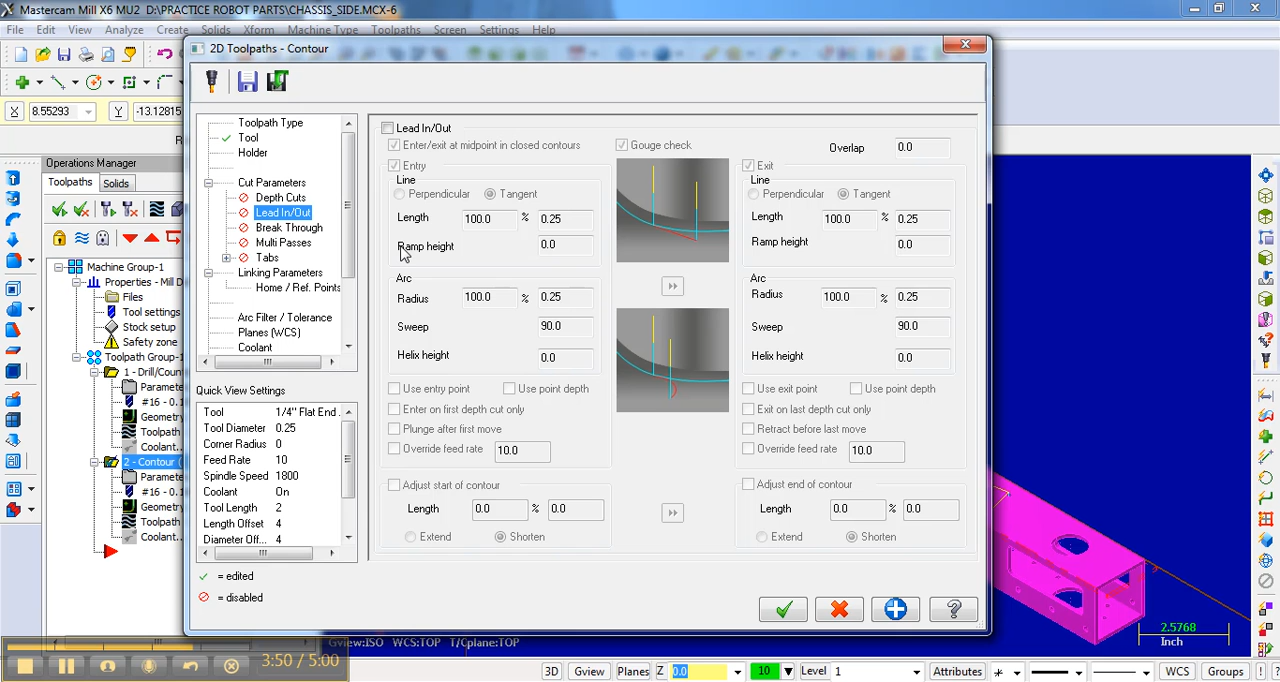 Mastercam Mill X6 MU2 D:\PRACTICE ROBOT PARTS\CHASSIS_SIDE.MCX-6
File Edit View Analyze Create Solids Xform Machine Type Toolpaths Screen Settings Help
2D Toolpaths - Contour
X 8.55293 Y -13.12815
Operations Manager
Toolpaths Solids
Machine Group-1
Properties - Mill D
Files
Tool settings
Stock setup
Safety zone
Toolpath Group-1
1 - Drill/Count
Paramete
#16 - 0.1
Geometry
Toolpath
Coolant...
2 - Contour (
Paramete
#16 - 0.1
Geometry
Toolpath
Coolant...
Toolpath Type
Tool
Holder
Cut Parameters
Depth Cuts
Lead In/Out
Break Through
Multi Passes
Tabs
Linking Parameters
Home / Ref. Points
Arc Filter / Tolerance
Planes (WCS)
Coolant
Quick View Settings
Tool 1/4" Flat End...
Tool Diameter 0.25
Corner Radius 0
Feed Rate 10
Spindle Speed 1800
Coolant On
Tool Length 2
Length Offset 4
Diameter Off... 4
= edited
= disabled
Lead In/Out
Enter/exit at midpoint in closed contours
Gouge check
Overlap 0.0
Entry
Line
Perpendicular Tangent
Length 100.0 % 0.25
Ramp height 0.0
Arc
Radius 100.0 % 0.25
Sweep 90.0
Helix height 0.0
Use entry point Use point depth
Enter on first depth cut only
Plunge after first move
Override feed rate 10.0
Adjust start of contour
Length 0.0 % 0.0
Extend Shorten
Exit
Line
Perpendicular Tangent
Length 100.0 % 0.25
Ramp height 0.0
Arc
Radius 100.0 % 0.25
Sweep 90.0
Helix height 0.0
Use exit point Use point depth
Exit on last depth cut only
Retract before last move
Override feed rate 10.0
Adjust end of contour
Length 0.0 % 0.0
Extend Shorten
2.5768
Inch
Gview:ISO WCS:TOP T/Cplane:TOP
3:50 / 5:00
3D Gview Planes Z 0.0 10 Level 1 Attributes WCS Groups ! ?